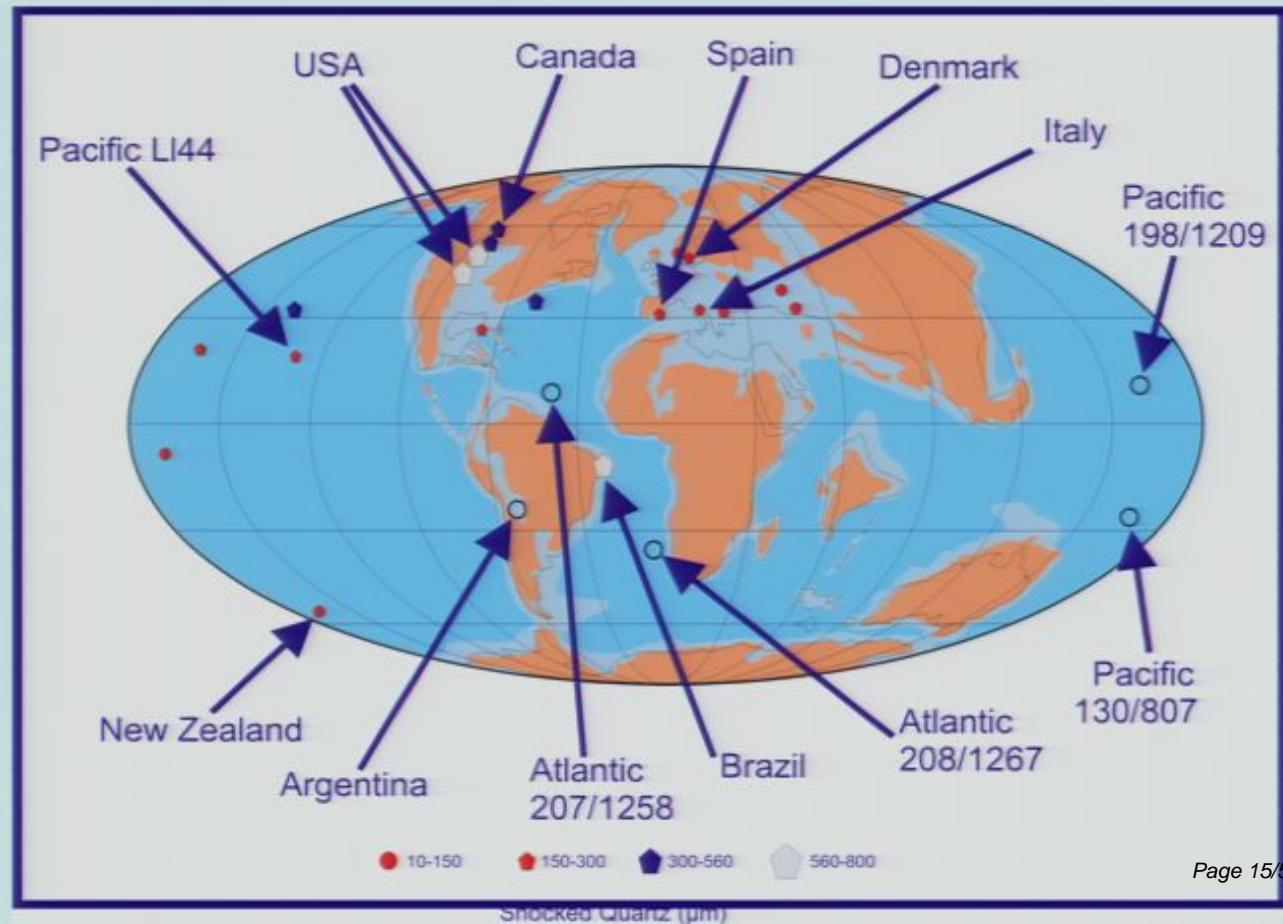 USA
Canada
Spain
Denmark
Italy
Pacific LI44
Pacific
198/1209
New Zealand
Argentina
Atlantic
207/1258
Brazil
Atlantic
208/1267
Pacific
130/807
10-150
150-300
300-560
560-800
Page 15/5
Shocked Quartz (µm)